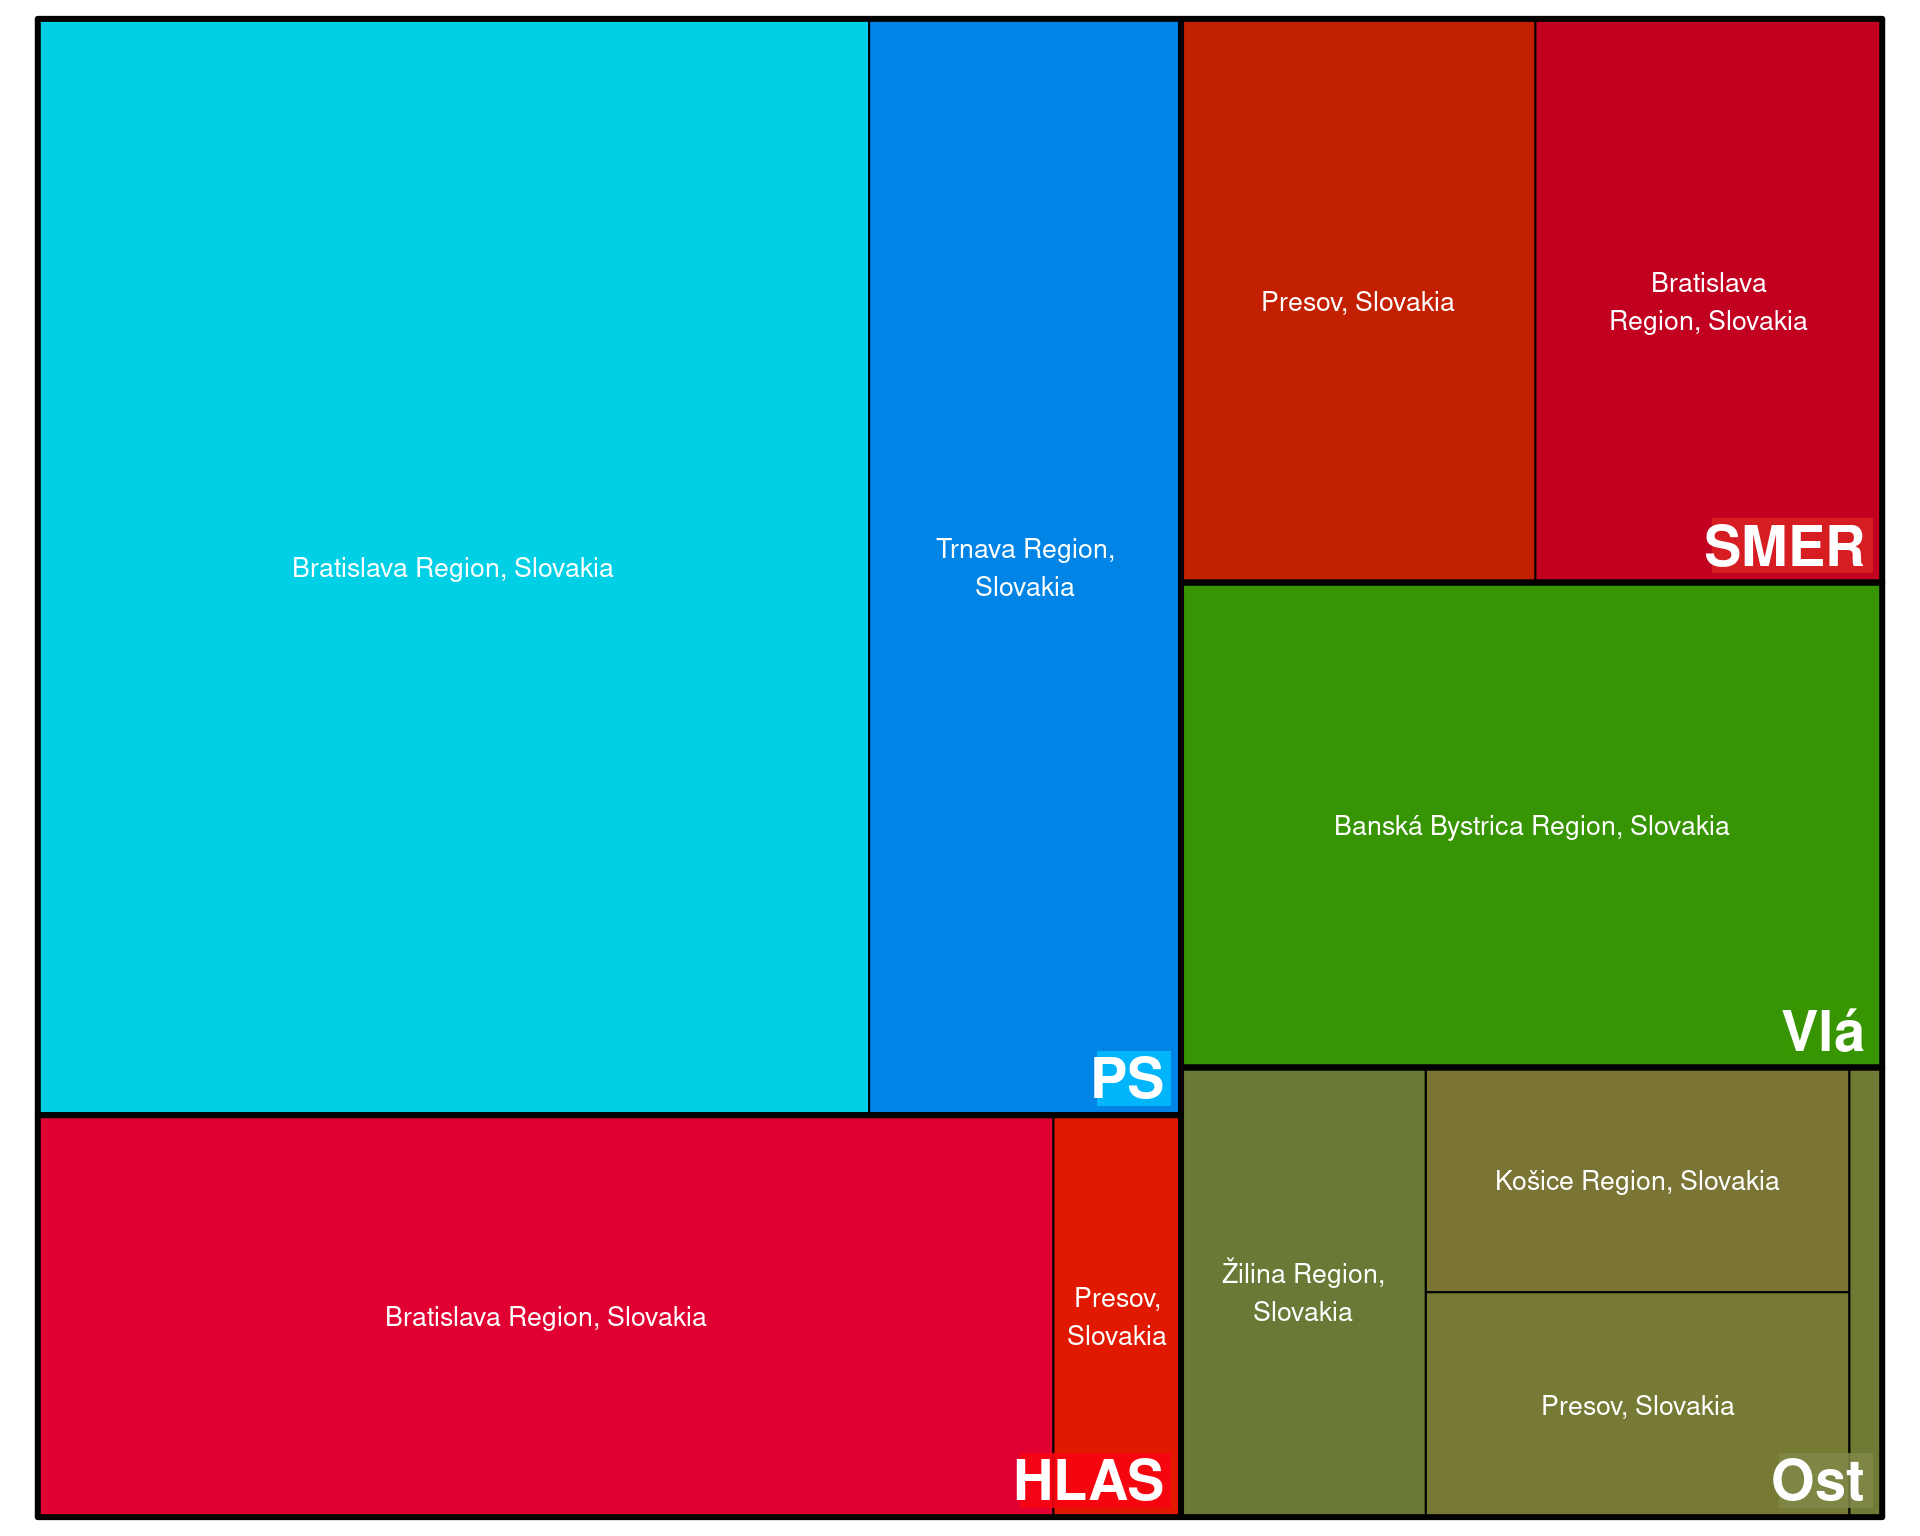 Bratislava Region, Slovakia
Trnava Region,
Slovakia
PS
Presov, Slovakia
Bratislava
Region, Slovakia
SMER
Banská Bystrica Region, Slovakia
Vlá
Bratislava Region, Slovakia
Presov,
Slovakia
HLAS
Žilina Region,
Slovakia
Košice Region, Slovakia
Presov, Slovakia
Ost